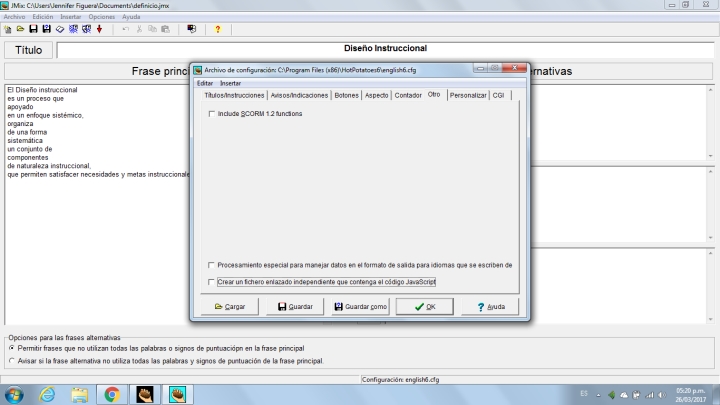 JMix: C:\Users\Jennifer Figuera\Documents\definicio.jmx
Archivo Edición Insertar Gestionar Opciones Ayuda
Título
Diseño Instruccional
Frase princ
ernativas
El Diseño instruccional
es un proceso que
apoyado
en un enfoque sistémico,
organiza
de una forma
sistemática
un conjunto de
componentes
de naturaleza instruccional,
que permiten satisfacer necesidades y metas instruccionale
Archivo de configuración: C:\Program Files (x86)\HotPotatoes6\english6.cfg
Editar Insertar
Títulos/Instrucciones Avisos/Indicaciones Botones Aspecto Contador Otro Personalizar CGI
Include SCORM 1.2 functions
Procesamiento especial para manejar datos en el formato de salida para idiomas que se escriben de
Crear un fichero enlazado independiente que contenga el código JavaScript
Cargar Guardar Guardar como OK Ayuda
Opciones para las frases alternativas
Permitir frases que no utilizan todas las palabras o signos de puntuaciópn en la frase principal
Avisar si la frase alternativa no utiliza todas las palabras y signos de puntuación de la frase principal.
Configuración: english6.cfg
ES
05:20 p.m.
26/03/2017